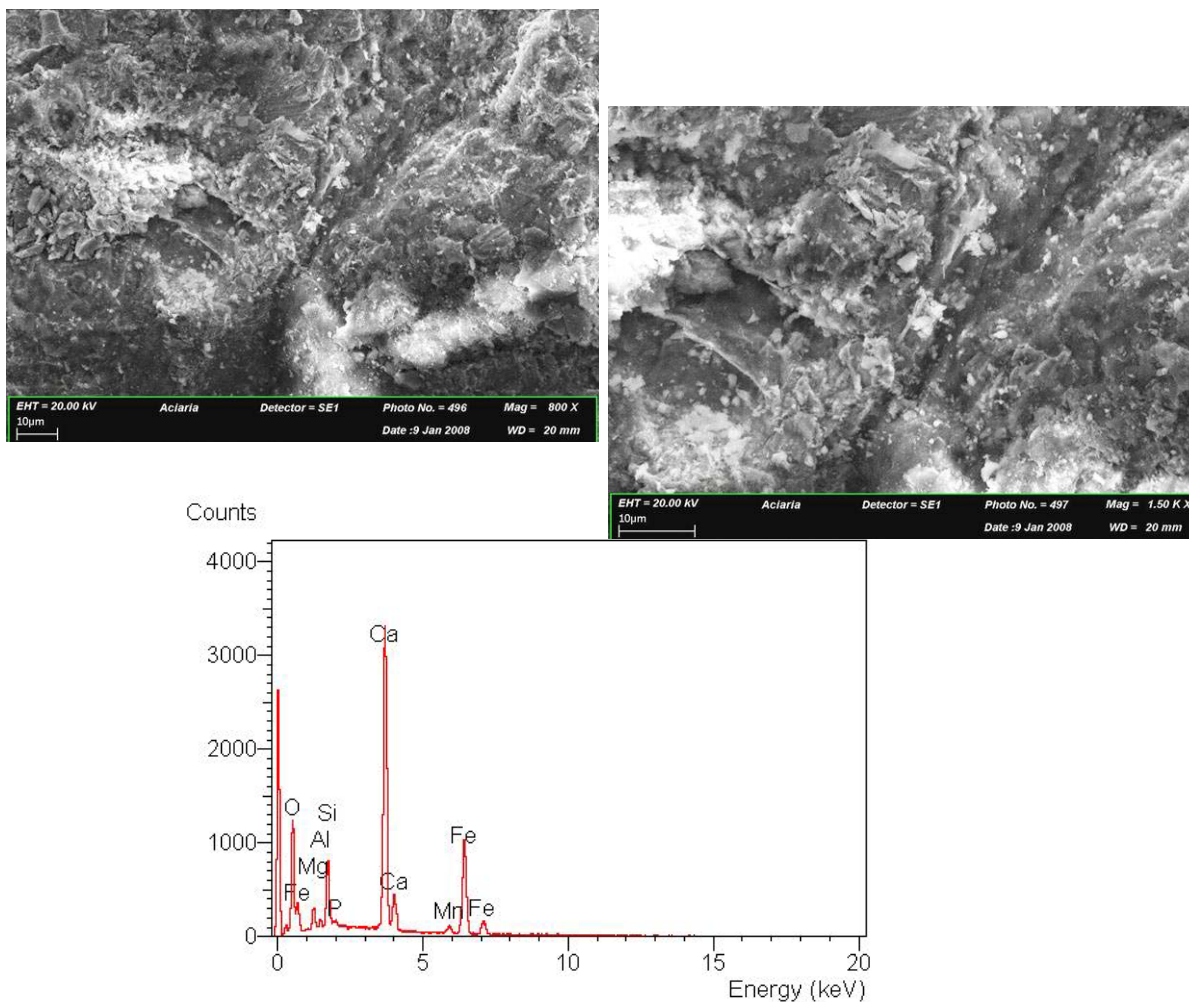 EHT = 20.00 kV Aciaria Detector = SE1 Photo No. = 496 Mag = 800 X
10µm Date :9 Jan 2008 WD = 20 mm
EHT = 20.00 kV Aciaria Detector = SE1 Photo No. = 497 Mag = 1.50 K X
10µm Date :9 Jan 2008 WD = 20 mm
Counts
4000
3000
2000
1000
0
Ca
O
Si
Al
Mg
Fe
P
Ca
Mn
Fe
Fe
0 5 10 15 20
Energy (keV)